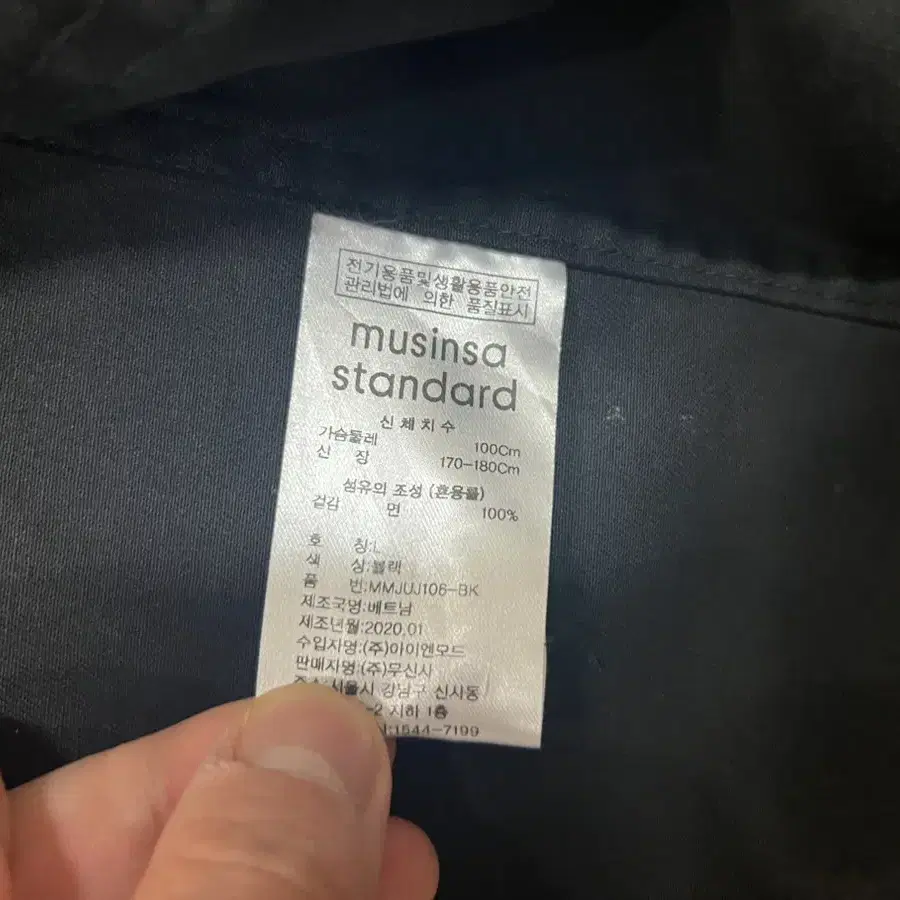 전기용품및생활용품안전
관리법에 의한 품질표시
musinsa
standard
신체치수
가슴둘레 100Cm
신 장 170-180Cm
섬유의 조성 (혼용률)
겉감 면 100%
호 칭:L
색 상:블랙
품 번:MMJUJ106-BK
제조국명:베트남
제조년월:2020.01
수입자명:(주)아이엔모드
판매자명:(주)무신사
주소:서울시 강남구 신사동
-2 지하 1층
:1544-7199